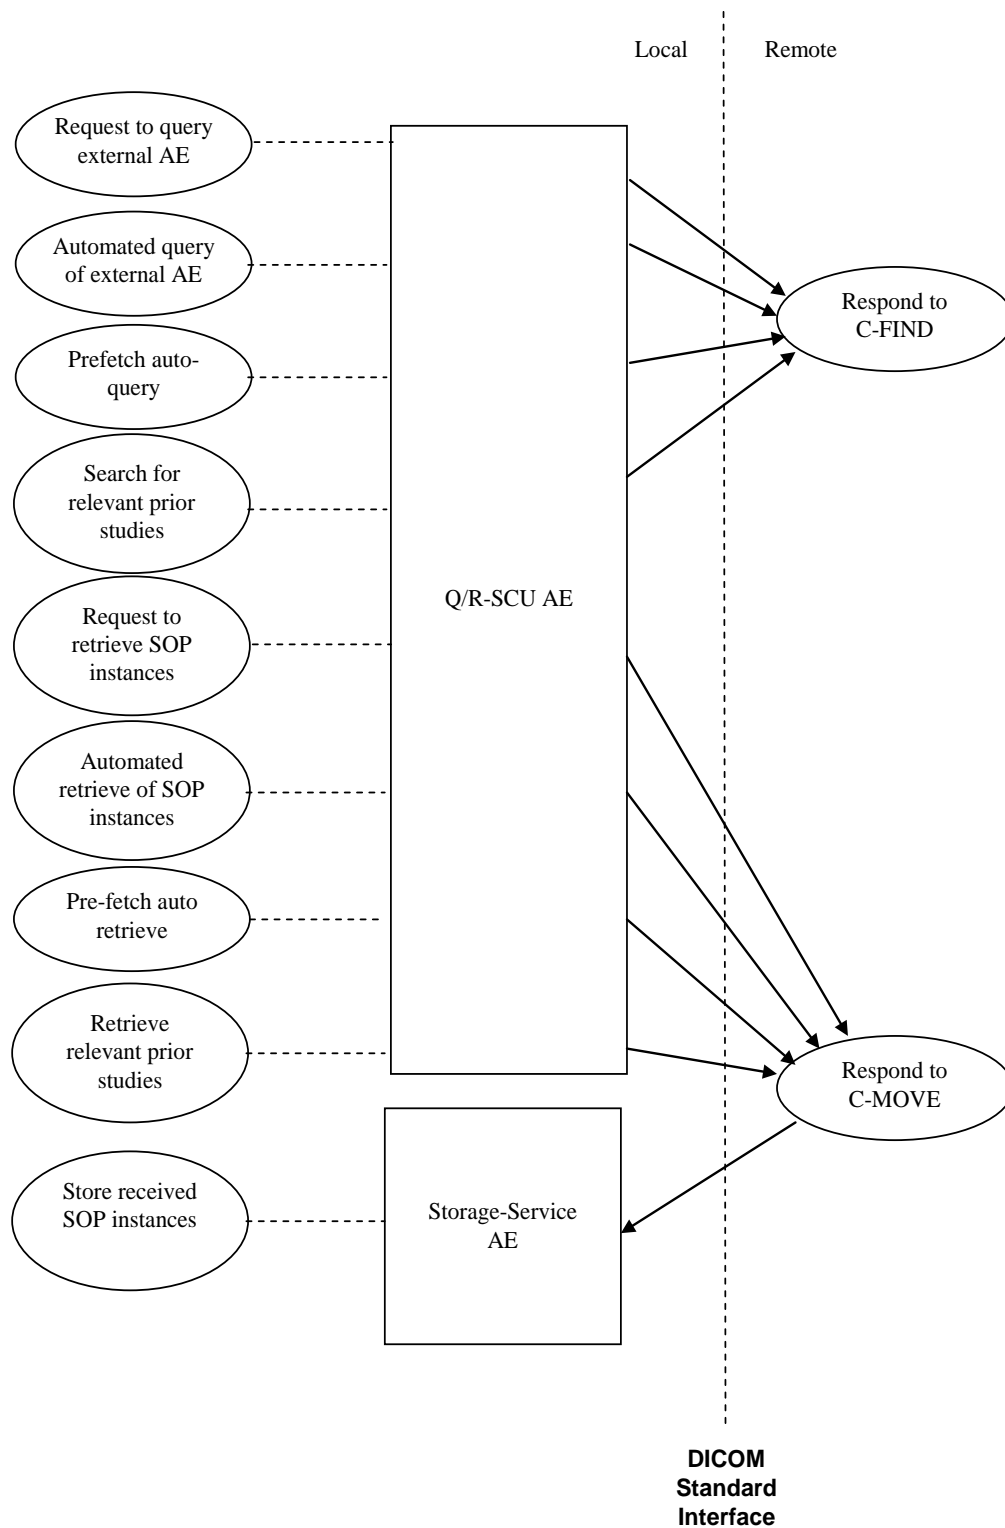 Local
Remote
Request to query
external AE
Automated query
of external AE
Respond to
C-FIND
Prefetch auto-
query
Search for
relevant prior
studies
Q/R-SCU AE
Request to
retrieve SOP
instances
Automated
retrieve of SOP
instances
Pre-fetch auto
retrieve
Retrieve
relevant prior
studies
Respond to
C-MOVE
Store received
SOP instances
Storage-Service
AE
DICOM
Standard
Interface